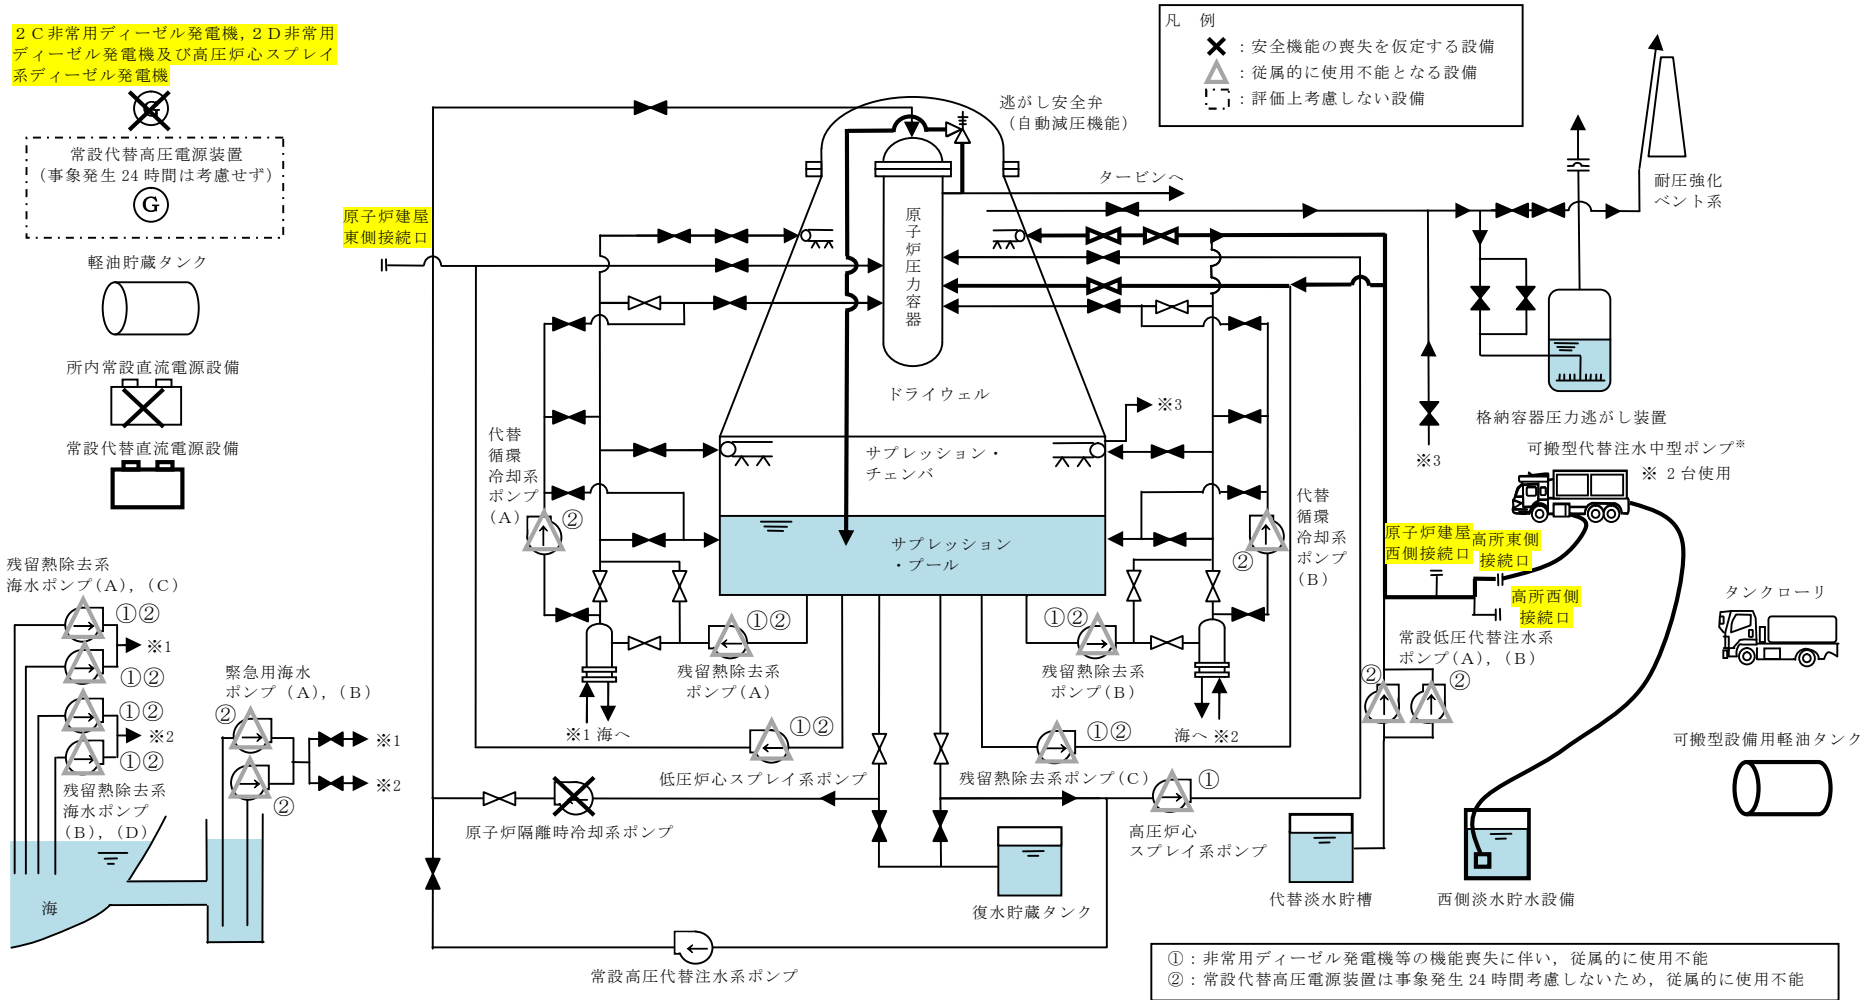 ２Ｃ非常用ディーゼル発電機，２Ｄ非常用
ディーゼル発電機及び高圧炉心スプレイ
系ディーゼル発電機
G
常設代替高圧電源装置
（事象発生 24 時間は考慮せず）
G
軽油貯蔵タンク
所内常設直流電源設備
常設代替直流電源設備
残留熱除去系
海水ポンプ(Ａ)，(Ｃ)
①②
※1
①②
①②
※2
①②
残留熱除去系
海水ポンプ
(Ｂ)，(Ｄ)
海
緊急用海水
ポンプ（Ａ)，(Ｂ)
②
※1
※2
②
原子炉建屋
東側接続口
代替
循環
冷却系
ポンプ
(Ａ)
②
逃がし安全弁
（自動減圧機能）
タービンへ
原子炉圧力容器
ドライウェル
サプレッション・
チェンバ
サプレッション
・プール
※3
①②
残留熱除去系
ポンプ(Ａ)
①②
残留熱除去系
ポンプ(Ｂ)
※1 海へ
海へ ※2
①②
低圧炉心スプレイ系ポンプ
①②
残留熱除去系ポンプ(Ｃ)
原子炉隔離時冷却系ポンプ
①
高圧炉心
スプレイ系ポンプ
復水貯蔵タンク
常設高圧代替注水系ポンプ
代替
循環
冷却系
ポンプ
(Ｂ)
②
凡　例
：安全機能の喪失を仮定する設備
：従属的に使用不能となる設備
：評価上考慮しない設備
耐圧強化
ベント系
格納容器圧力逃がし装置
※3
可搬型代替注水中型ポンプ※
※ 2 台使用
原子炉建屋
西側接続口
高所東側
接続口
高所西側
接続口
常設低圧代替注水系
ポンプ(Ａ)，(Ｂ)
②
②
タンクローリ
可搬型設備用軽油タンク
代替淡水貯槽
西側淡水貯水設備
①：非常用ディーゼル発電機等の機能喪失に伴い，従属的に使用不能
②：常設代替高圧電源装置は事象発生 24 時間考慮しないため，従属的に使用不能